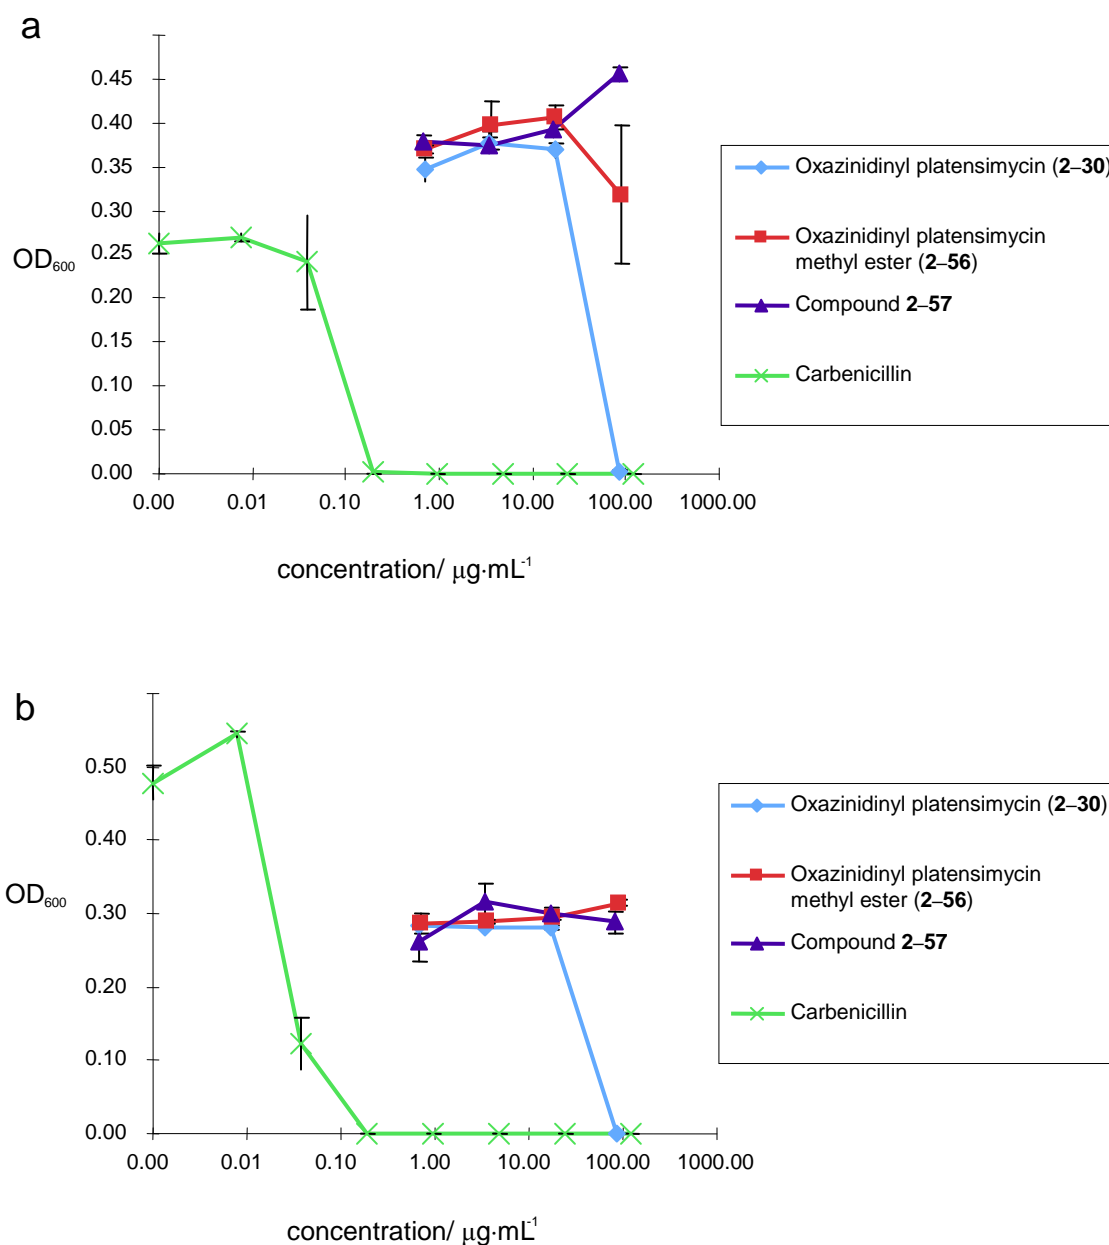 a
0.45
0.40
0.35
0.30
0.25
0.20
0.15
0.10
0.05
0.00
OD600
0.00 0.01 0.10 1.00 10.00 100.00 1000.00
concentration/ μg·mL-1
Oxazinidinyl platensimycin (2–30)
Oxazinidinyl platensimycin
methyl ester (2–56)
Compound 2–57
Carbenicillin
b
0.50
0.40
0.30
0.20
0.10
0.00
OD600
0.00 0.01 0.10 1.00 10.00 100.00 1000.00
concentration/ μg·mL-1
Oxazinidinyl platensimycin (2–30)
Oxazinidinyl platensimycin
methyl ester (2–56)
Compound 2–57
Carbenicillin